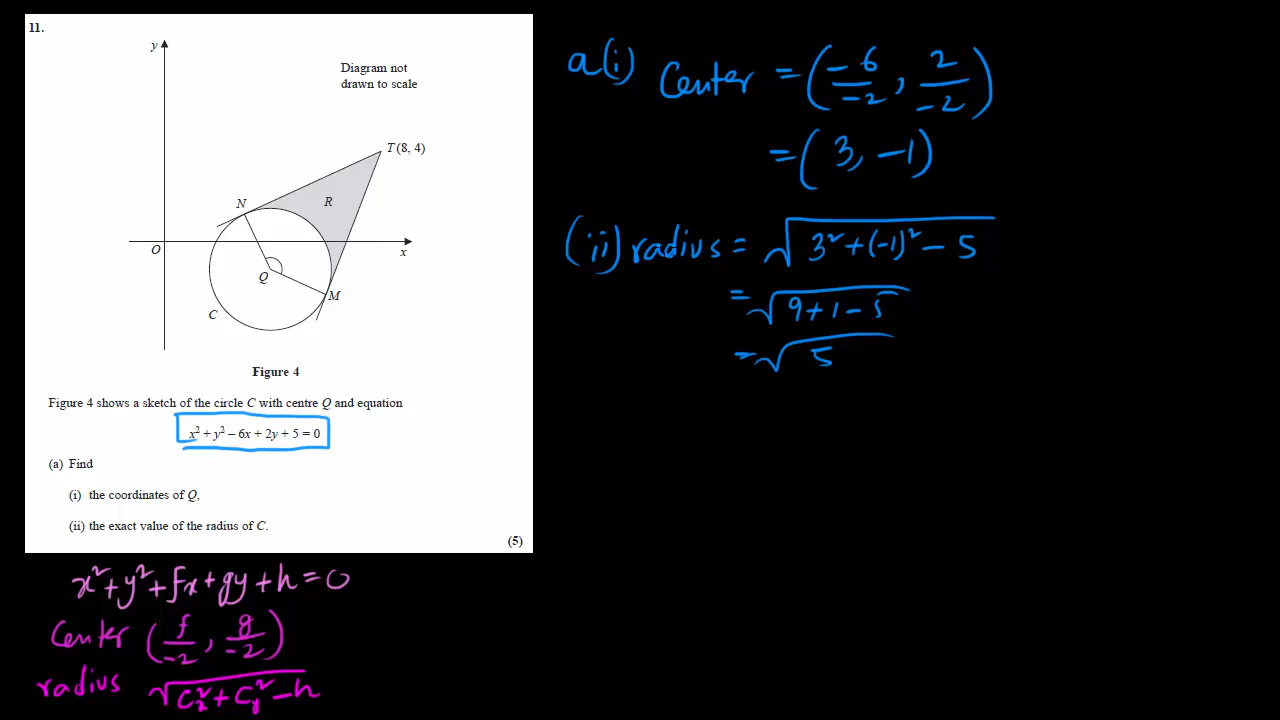 11.
y
Diagram not
drawn to scale
T (8, 4)
N
R
O
x
Q
M
C
Figure 4
Figure 4 shows a sketch of the circle C with centre Q and equation
x² + y² – 6x + 2y + 5 = 0
(a) Find
(i) the coordinates of Q,
(ii) the exact value of the radius of C.
(5)
x²+y²+fx+gy+h=0
Center (f/-2, g/-2)
radius √(Cx²+Cy²-h)
a(i) Center = (-6/-2, 2/-2)
= (3, -1)
(ii) radius = √(3²+(-1)²-5)
= √(9+1-5)
= √5